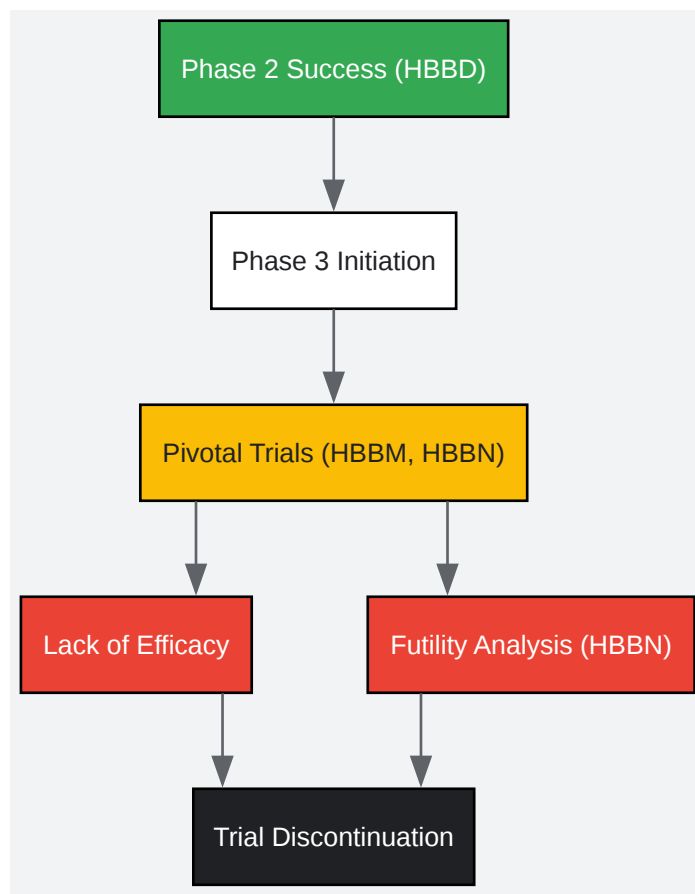 Phase 2 Success (HBBD)
Phase 3 Initiation
Pivotal Trials (HBBM, HBBN)
Lack of Efficacy
Futility Analysis (HBBN)
Trial Discontinuation